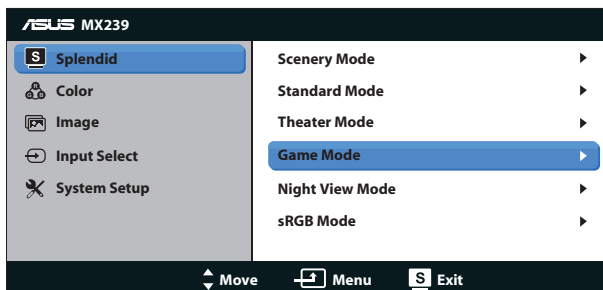 ASUS MX239
S Splendid
Color
Image
Input Select
System Setup
Scenery Mode
Standard Mode
Theater Mode
Game Mode
Night View Mode
sRGB Mode
Move Menu S Exit